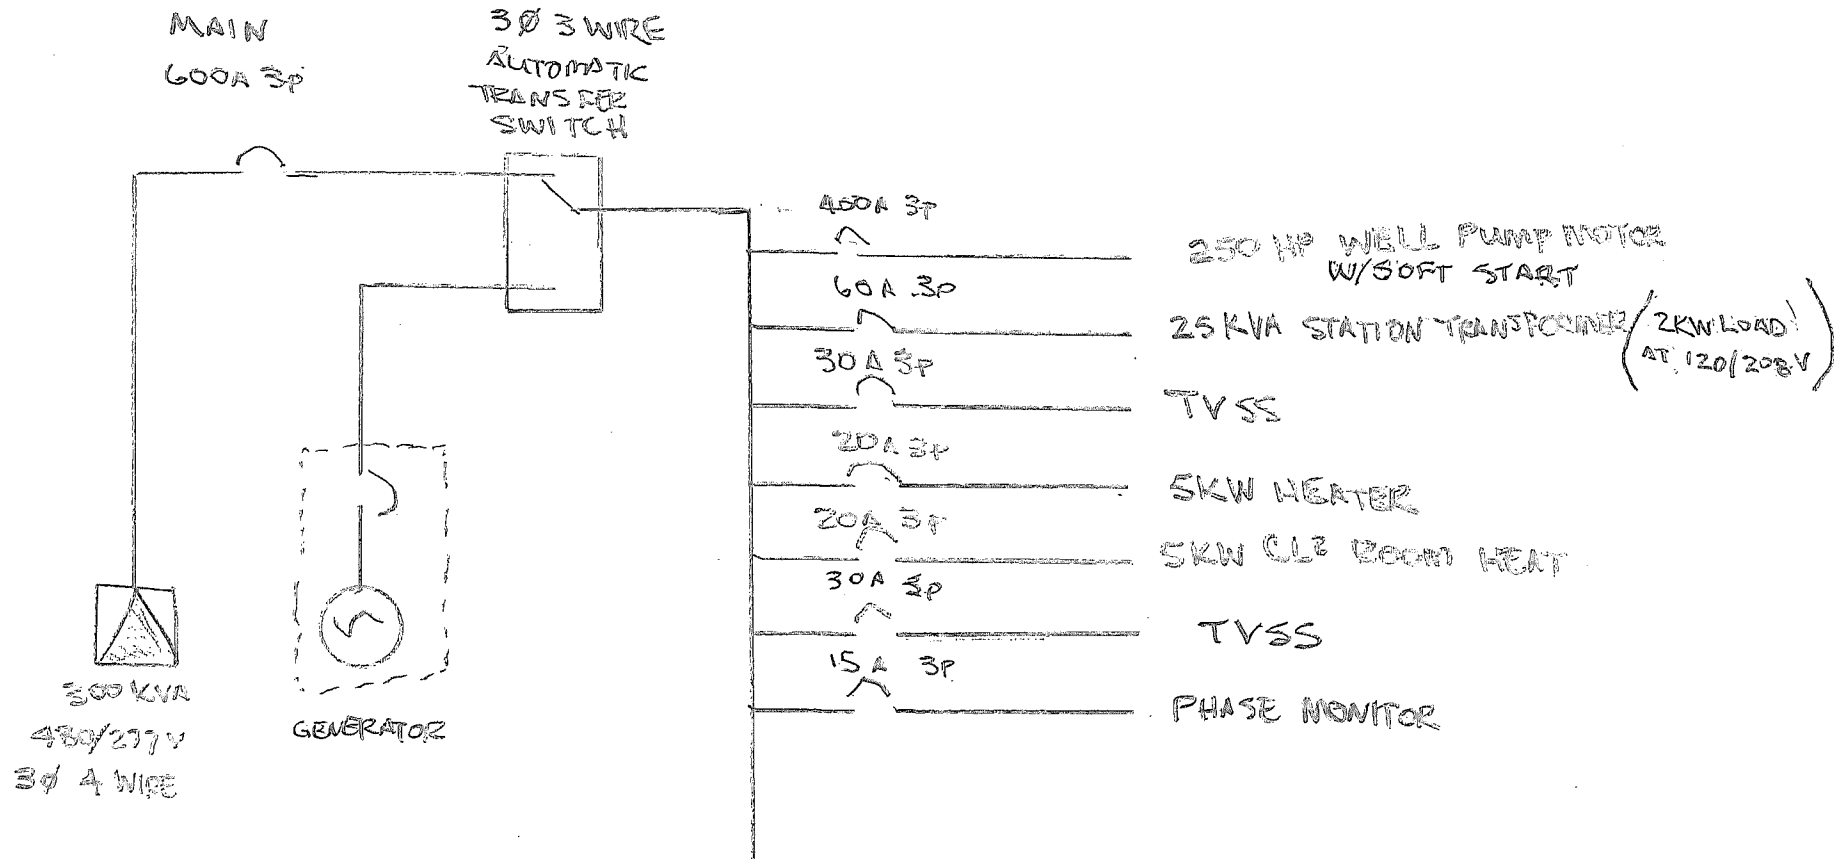 MAIN
600A 3P
3Ø 3 WIRE
AUTOMATIC
TRANSFER
SWITCH
400A 3P
250 HP WELL PUMP MOTOR
W/SOFT START
60A 3P
25 KVA STATION TRANSFORMER (2KW LOAD
AT 120/208V)
30A 3P
TVSS
20A 3P
5KW HEATER
20A 3P
5KW CL2 ROOM HEAT
30A 3P
TVSS
15A 3P
PHASE MONITOR
300 KVA
480/277V
3Ø 4 WIRE
GENERATOR